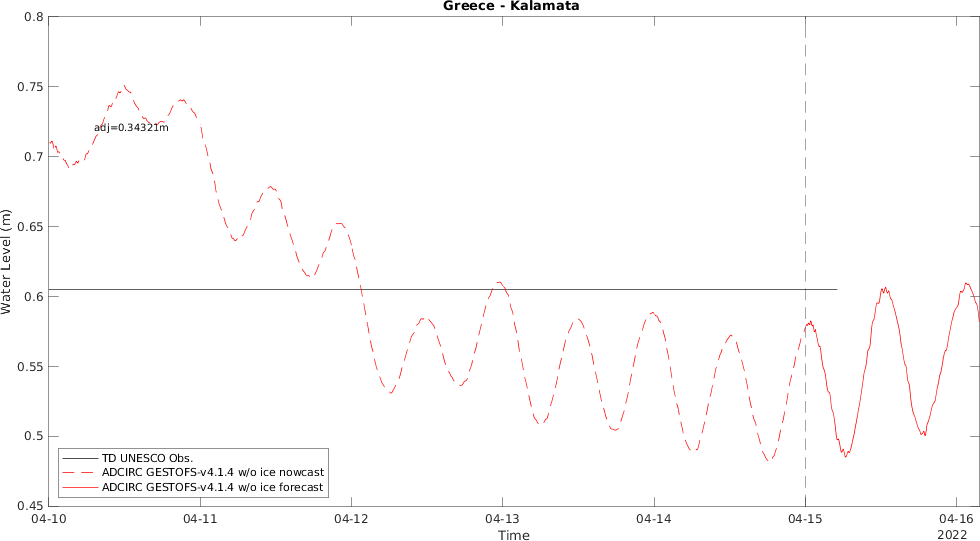 Greece - Kalamata
0.8
0.75
0.7
0.65
0.6
0.55
0.5
0.45
Water Level (m)
adj=0.34321m
TD UNESCO Obs.
ADCIRC GESTOFS-v4.1.4 w/o ice nowcast
ADCIRC GESTOFS-v4.1.4 w/o ice forecast
04-10 04-11 04-12 04-13 04-14 04-15 04-16
Time
2022